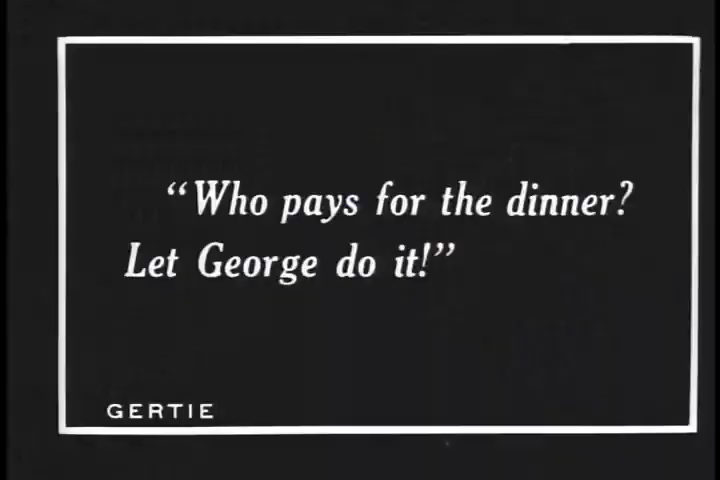 “Who pays for the dinner?
Let George do it!”
GERTIE